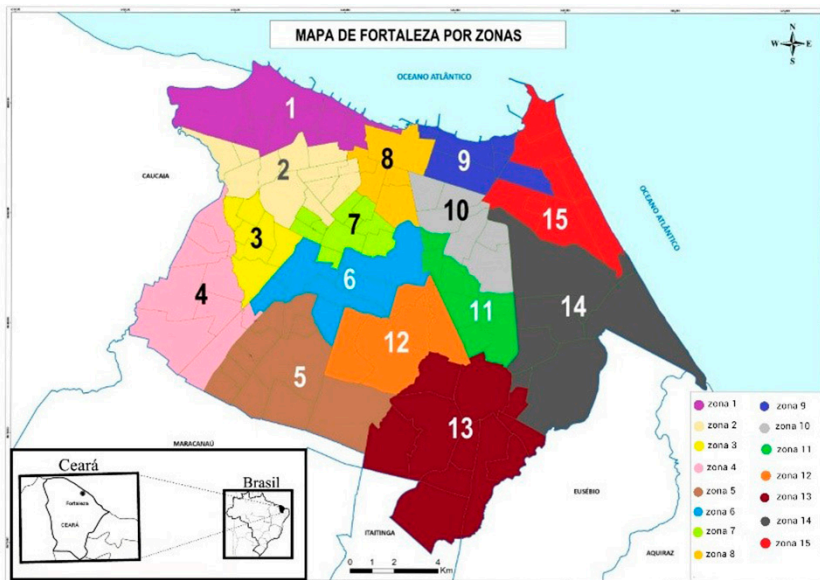 MAPA DE FORTALEZA POR ZONAS
N
W E
S
OCEANO ATLÂNTICO
OCEANO ATLÂNTICO
CAUCAIA
MARACANAÚ
ITAITINGA
EUSÉBIO
AQUIRAZ
1
2
3
4
5
6
7
8
9
10
11
12
13
14
15
zona 1
zona 2
zona 3
zona 4
zona 5
zona 6
zona 7
zona 8
zona 9
zona 10
zona 11
zona 12
zona 13
zona 14
zona 15
Ceará
Fortaleza
CEARÁ
Brasil
2 1 0 2 4
Km